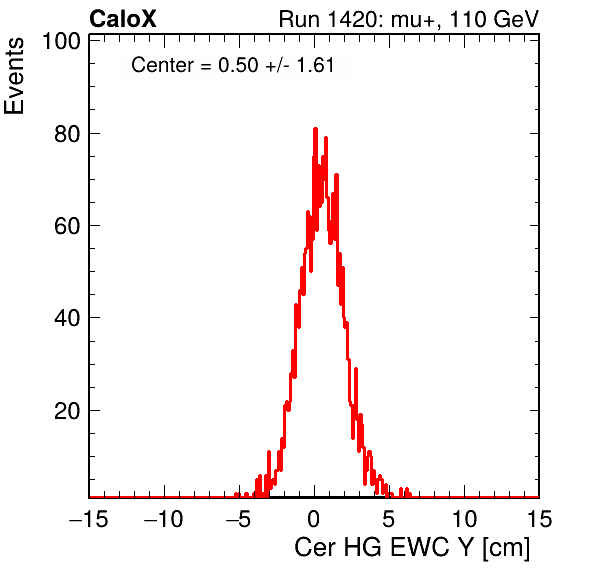 CaloX Run 1420: mu+, 110 GeV
Events
Center = 0.50 +/- 1.61
100
80
60
40
20
−15 −10 −5 0 5 10 15
Cer HG EWC Y [cm]